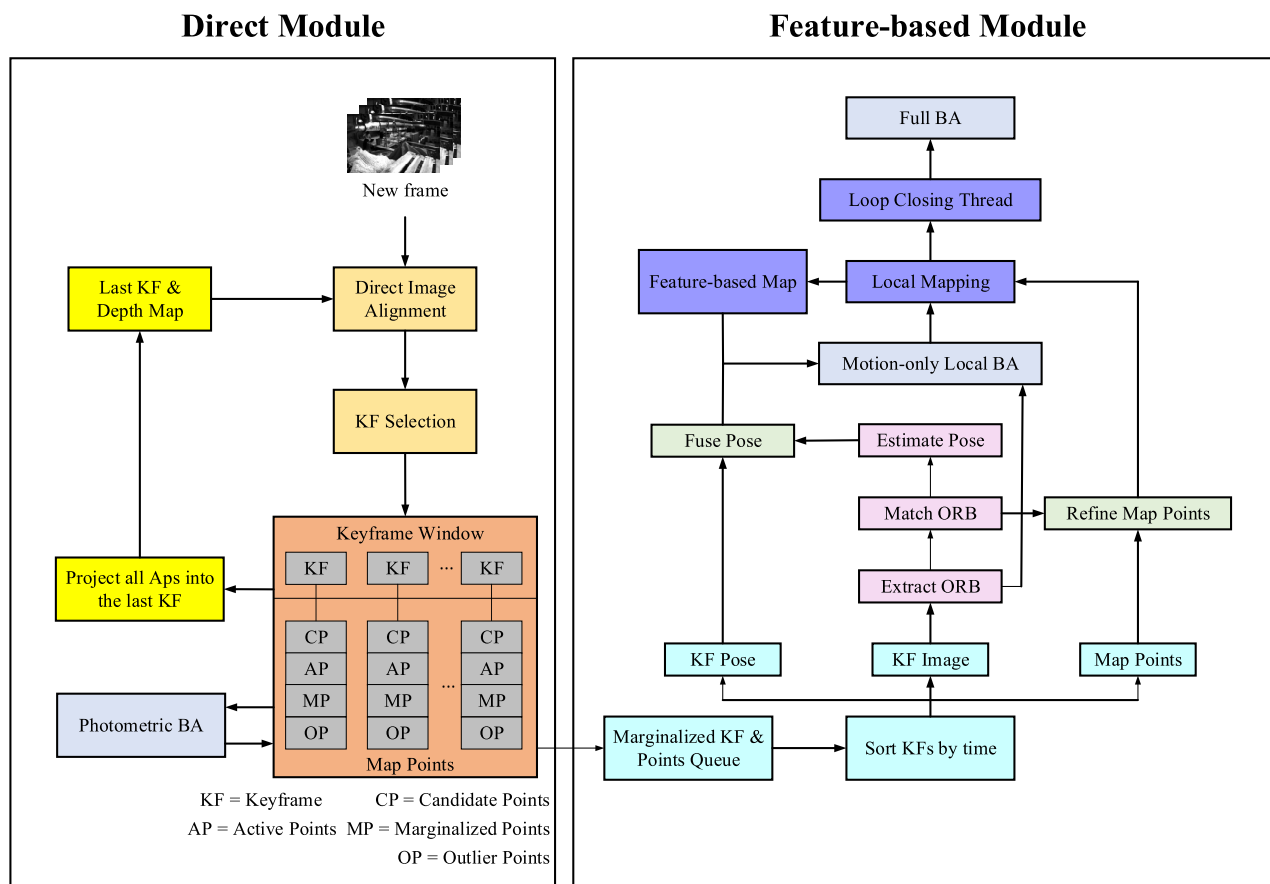 Direct Module
New frame
Last KF &
Depth Map
Direct Image
Alignment
KF Selection
Keyframe Window
KF KF ... KF
Project all Aps into
the last KF
CP CP CP
AP AP AP
...
MP MP MP
OP OP OP
Map Points
Photometric BA
KF = Keyframe CP = Candidate Points
AP = Active Points MP = Marginalized Points
OP = Outlier Points
Feature-based Module
Full BA
Loop Closing Thread
Feature-based Map
Local Mapping
Motion-only Local BA
Fuse Pose
Estimate Pose
Match ORB
Refine Map Points
Extract ORB
KF Pose
KF Image
Map Points
Marginalized KF &
Points Queue
Sort KFs by time